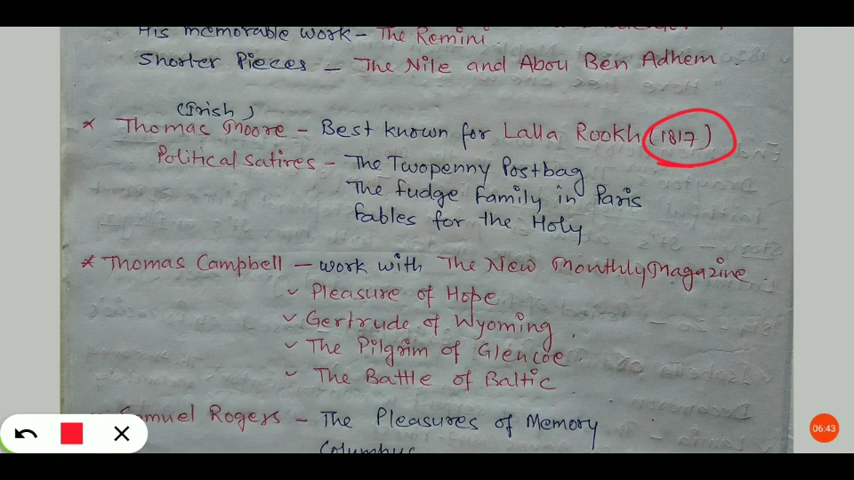 His memorable work - The Remini
Shorter Pieces - The Nile and Abou Ben Adhem.
(Irish)
* Thomas Moore - Best known for Lalla Rookh (1817)
Political satires - The Twopenny Postbag
The fudge Family in Paris
Fables for the Holy
* Thomas Campbell - work with The New Monthly Magazine
✓ Pleasure of Hope
✓ Gertrude of Wyoming
✓ The Pilgrim of Glencoe
✓ The Battle of Baltic
Samuel Rogers - The Pleasures of Memory
Columbus
06:43